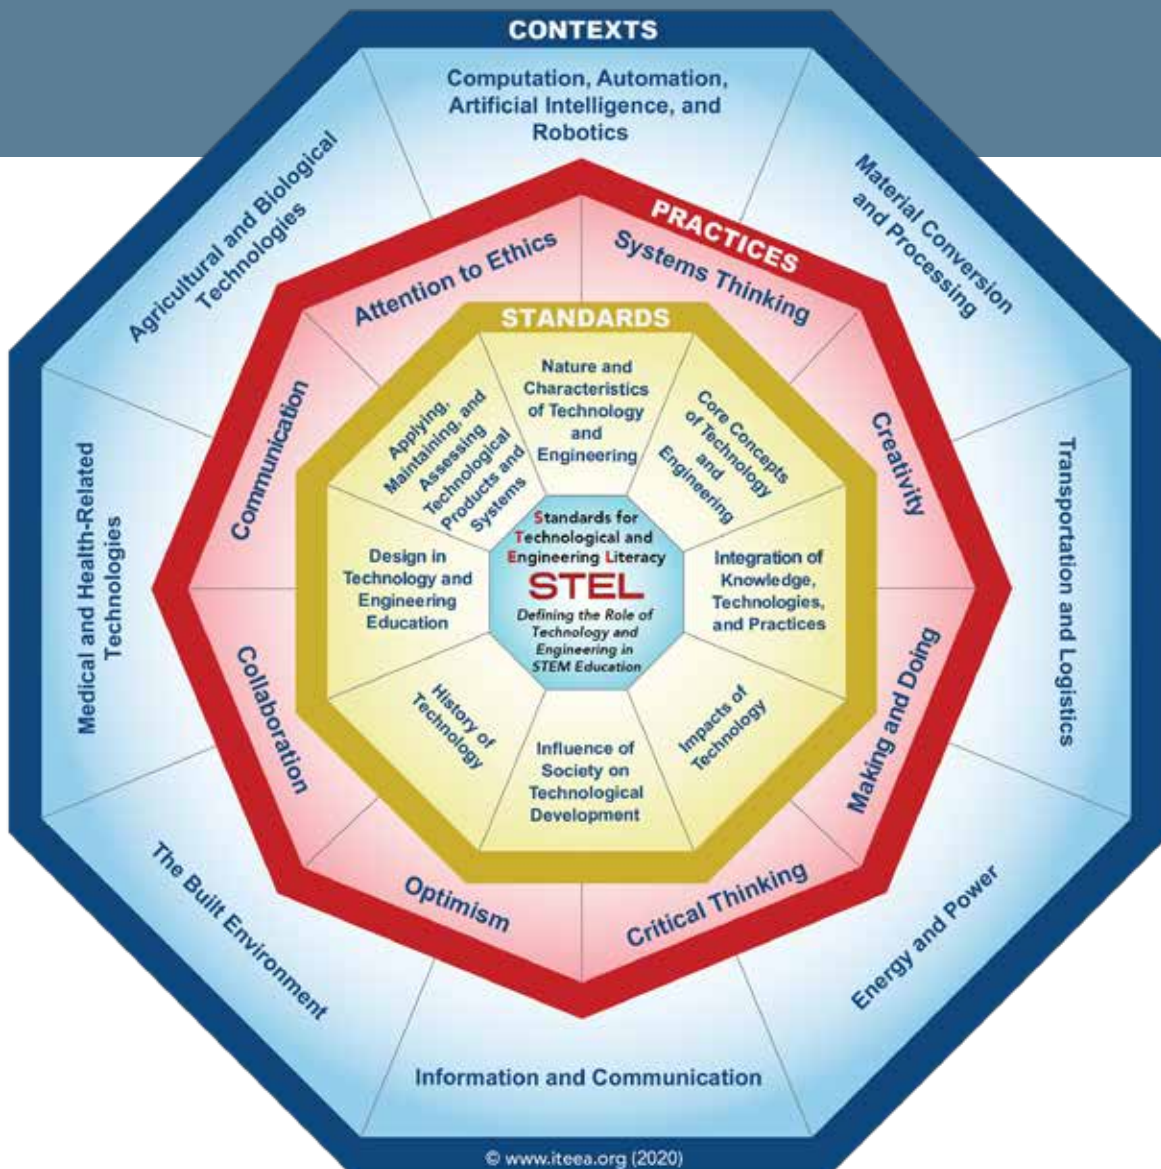 CONTEXTS
Computation, Automation,
Artificial Intelligence, and
Robotics
Material Conversion
and Processing
Transportation and Logistics
Energy and Power
Information and Communication
The Built Environment
Medical and Health-Related
Technologies
Agricultural and Biological
Technologies
PRACTICES
Systems Thinking
Creativity
Making and Doing
Critical Thinking
Optimism
Collaboration
Communication
Attention to Ethics
STANDARDS
Nature and
Characteristics
of Technology
and
Engineering
Core Concepts
of Technology
and
Engineering
Integration of
Knowledge,
Technologies,
and Practices
Impacts of
Technology
Influence of
Society on
Technological
Development
History of
Technology
Design in
Technology and
Engineering
Education
Applying,
Maintaining, and
Assessing
Technological
Products and
Systems
Standards for
Technological and
Engineering Literacy
STEL
Defining the Role of
Technology and
Engineering in
STEM Education
© www.iteea.org (2020)